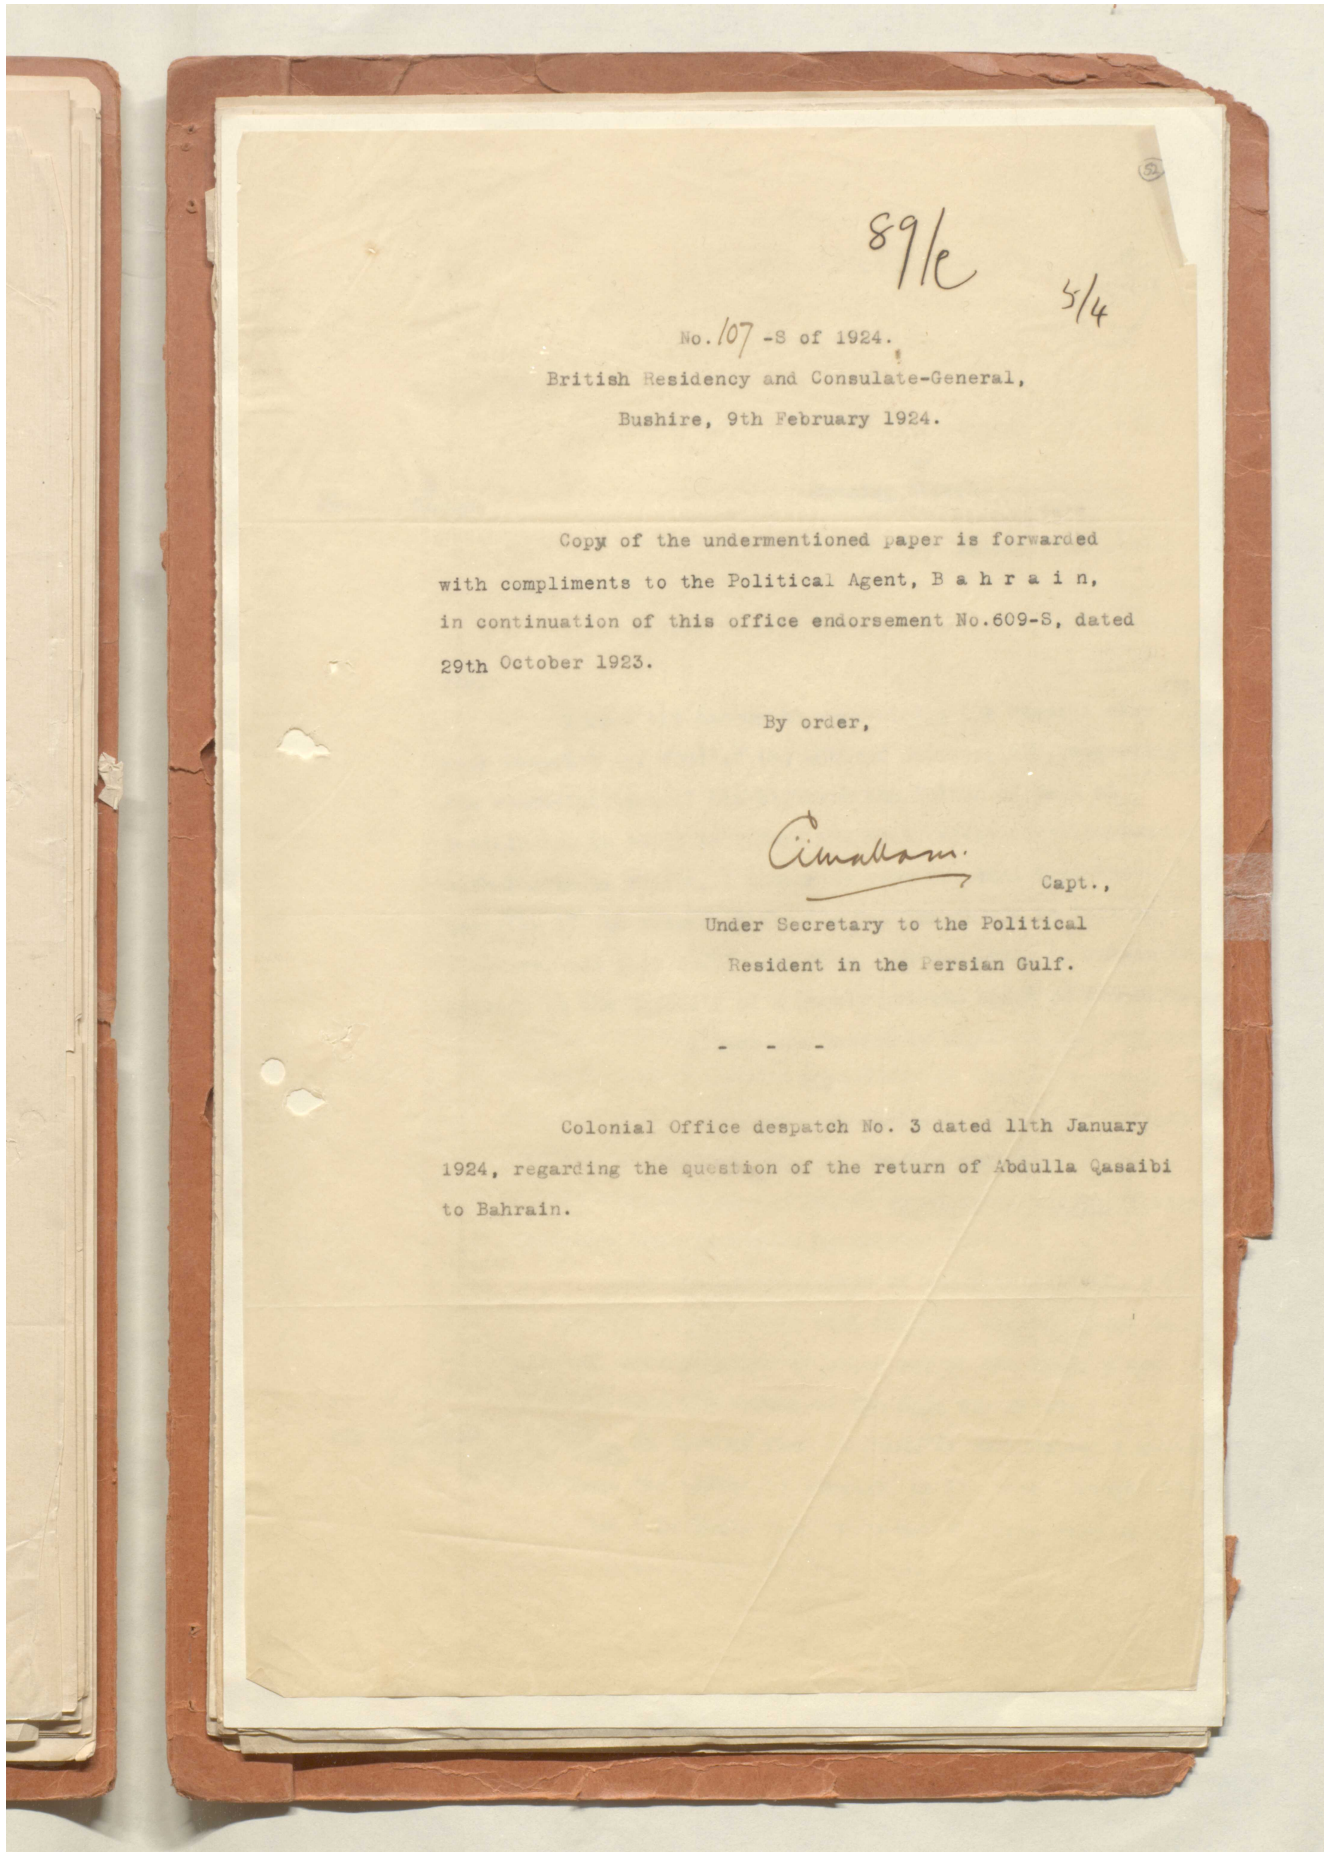 52
89/e
5/4
No. 107 -S of 1924.
British Residency and Consulate-General,
Bushire, 9th February 1924.
Copy of the undermentioned paper is forwarded
with compliments to the Political Agent, B a h r a i n,
in continuation of this office endorsement No.609-S, dated
29th October 1923.
By order,
Capt.,
Under Secretary to the Political
Resident in the Persian Gulf.
- - -
Colonial Office despatch No. 3 dated 11th January
1924, regarding the question of the return of Abdulla Qasaibi
to Bahrain.